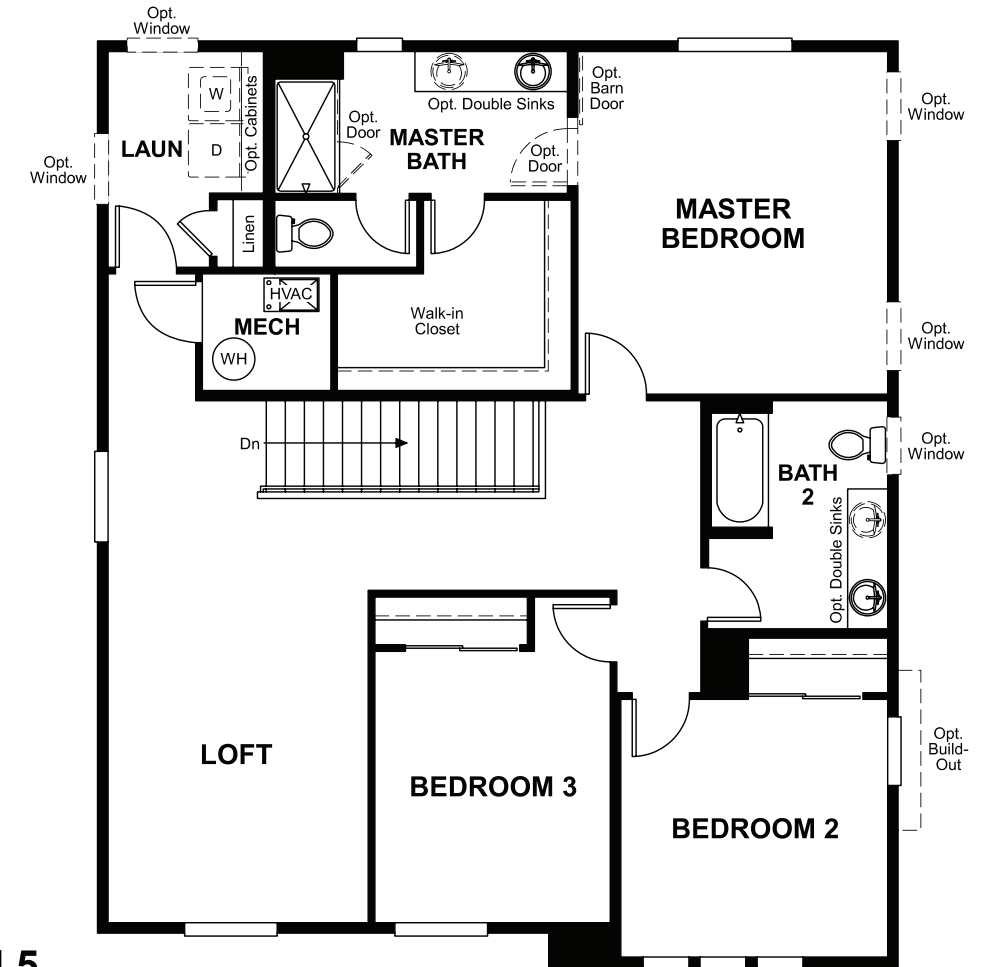 Opt.
Window
W
Opt. Cabinets
D
LAUN
Opt.
Window
Linen
Opt.
Door
MASTER
BATH
Opt. Double Sinks
Opt.
Door
Opt.
Barn
Door
Opt.
Window
MASTER
BEDROOM
HVAC
MECH
WH
Walk-in
Closet
Opt.
Window
Dn
Opt.
Window
BATH
2
Opt. Double Sinks
LOFT
BEDROOM 3
BEDROOM 2
Opt.
Build-
Out